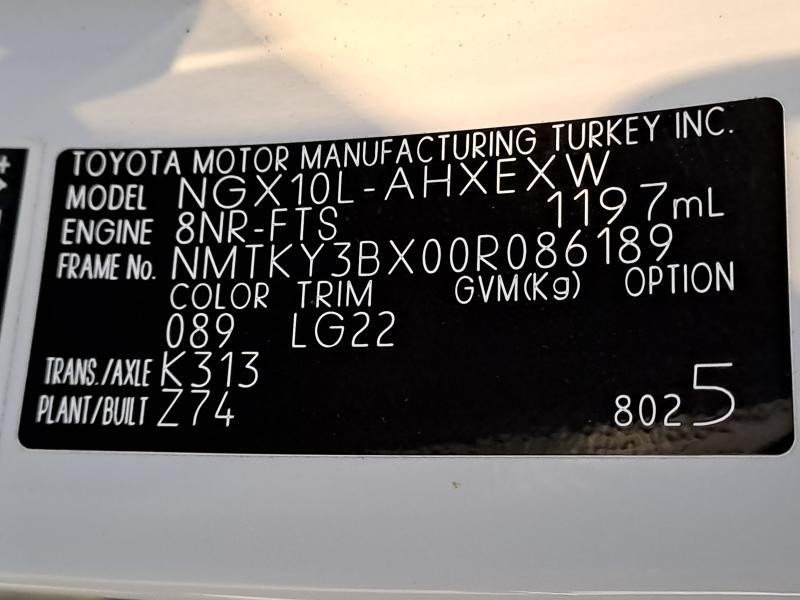 TOYOTA MOTOR MANUFACTURING TURKEY INC.
MODEL NGX10L-AHXEXW
ENGINE 8NR-FTS 1197mL
FRAME No. NMTKY3BX00R086189
COLOR TRIM GVM(Kg) OPTION
089 LG22
TRANS./AXLE K313
PLANT/BUILT Z74 8025